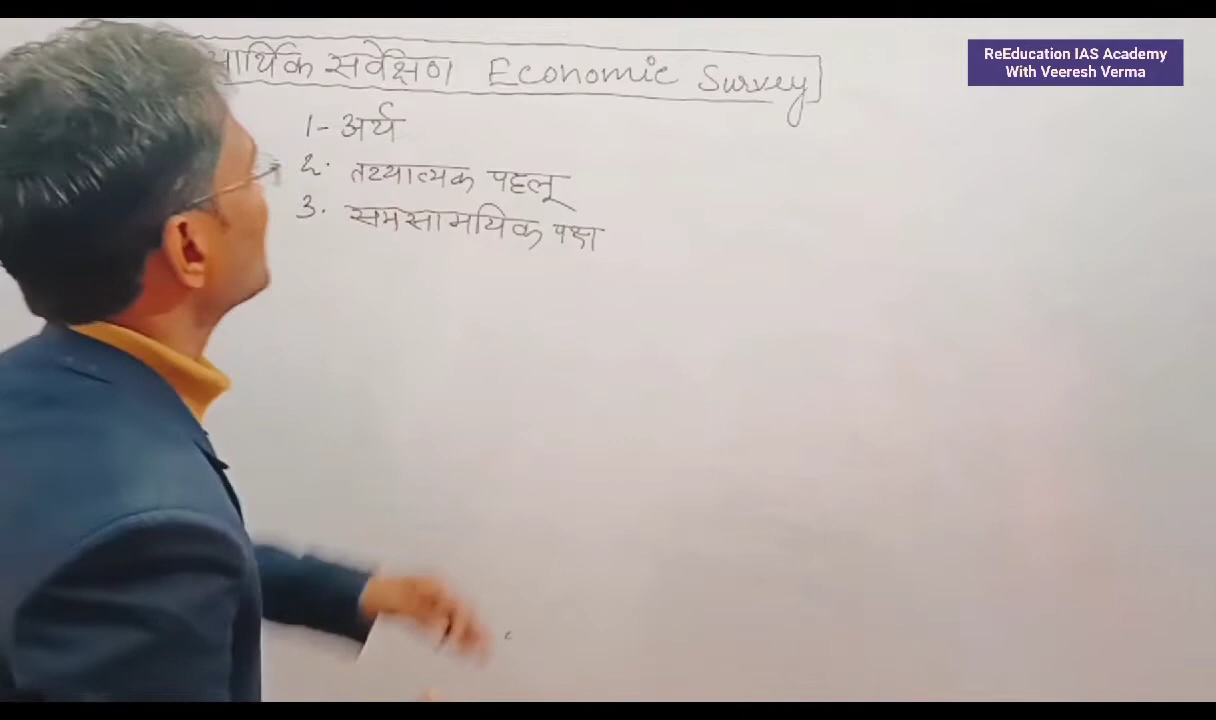 आर्थिक सर्वेक्षण Economic Survey
ReEducation IAS Academy
With Veeresh Verma
1- अर्थ
2. तथ्यात्मक पहलू
3. समसामयिक पक्ष